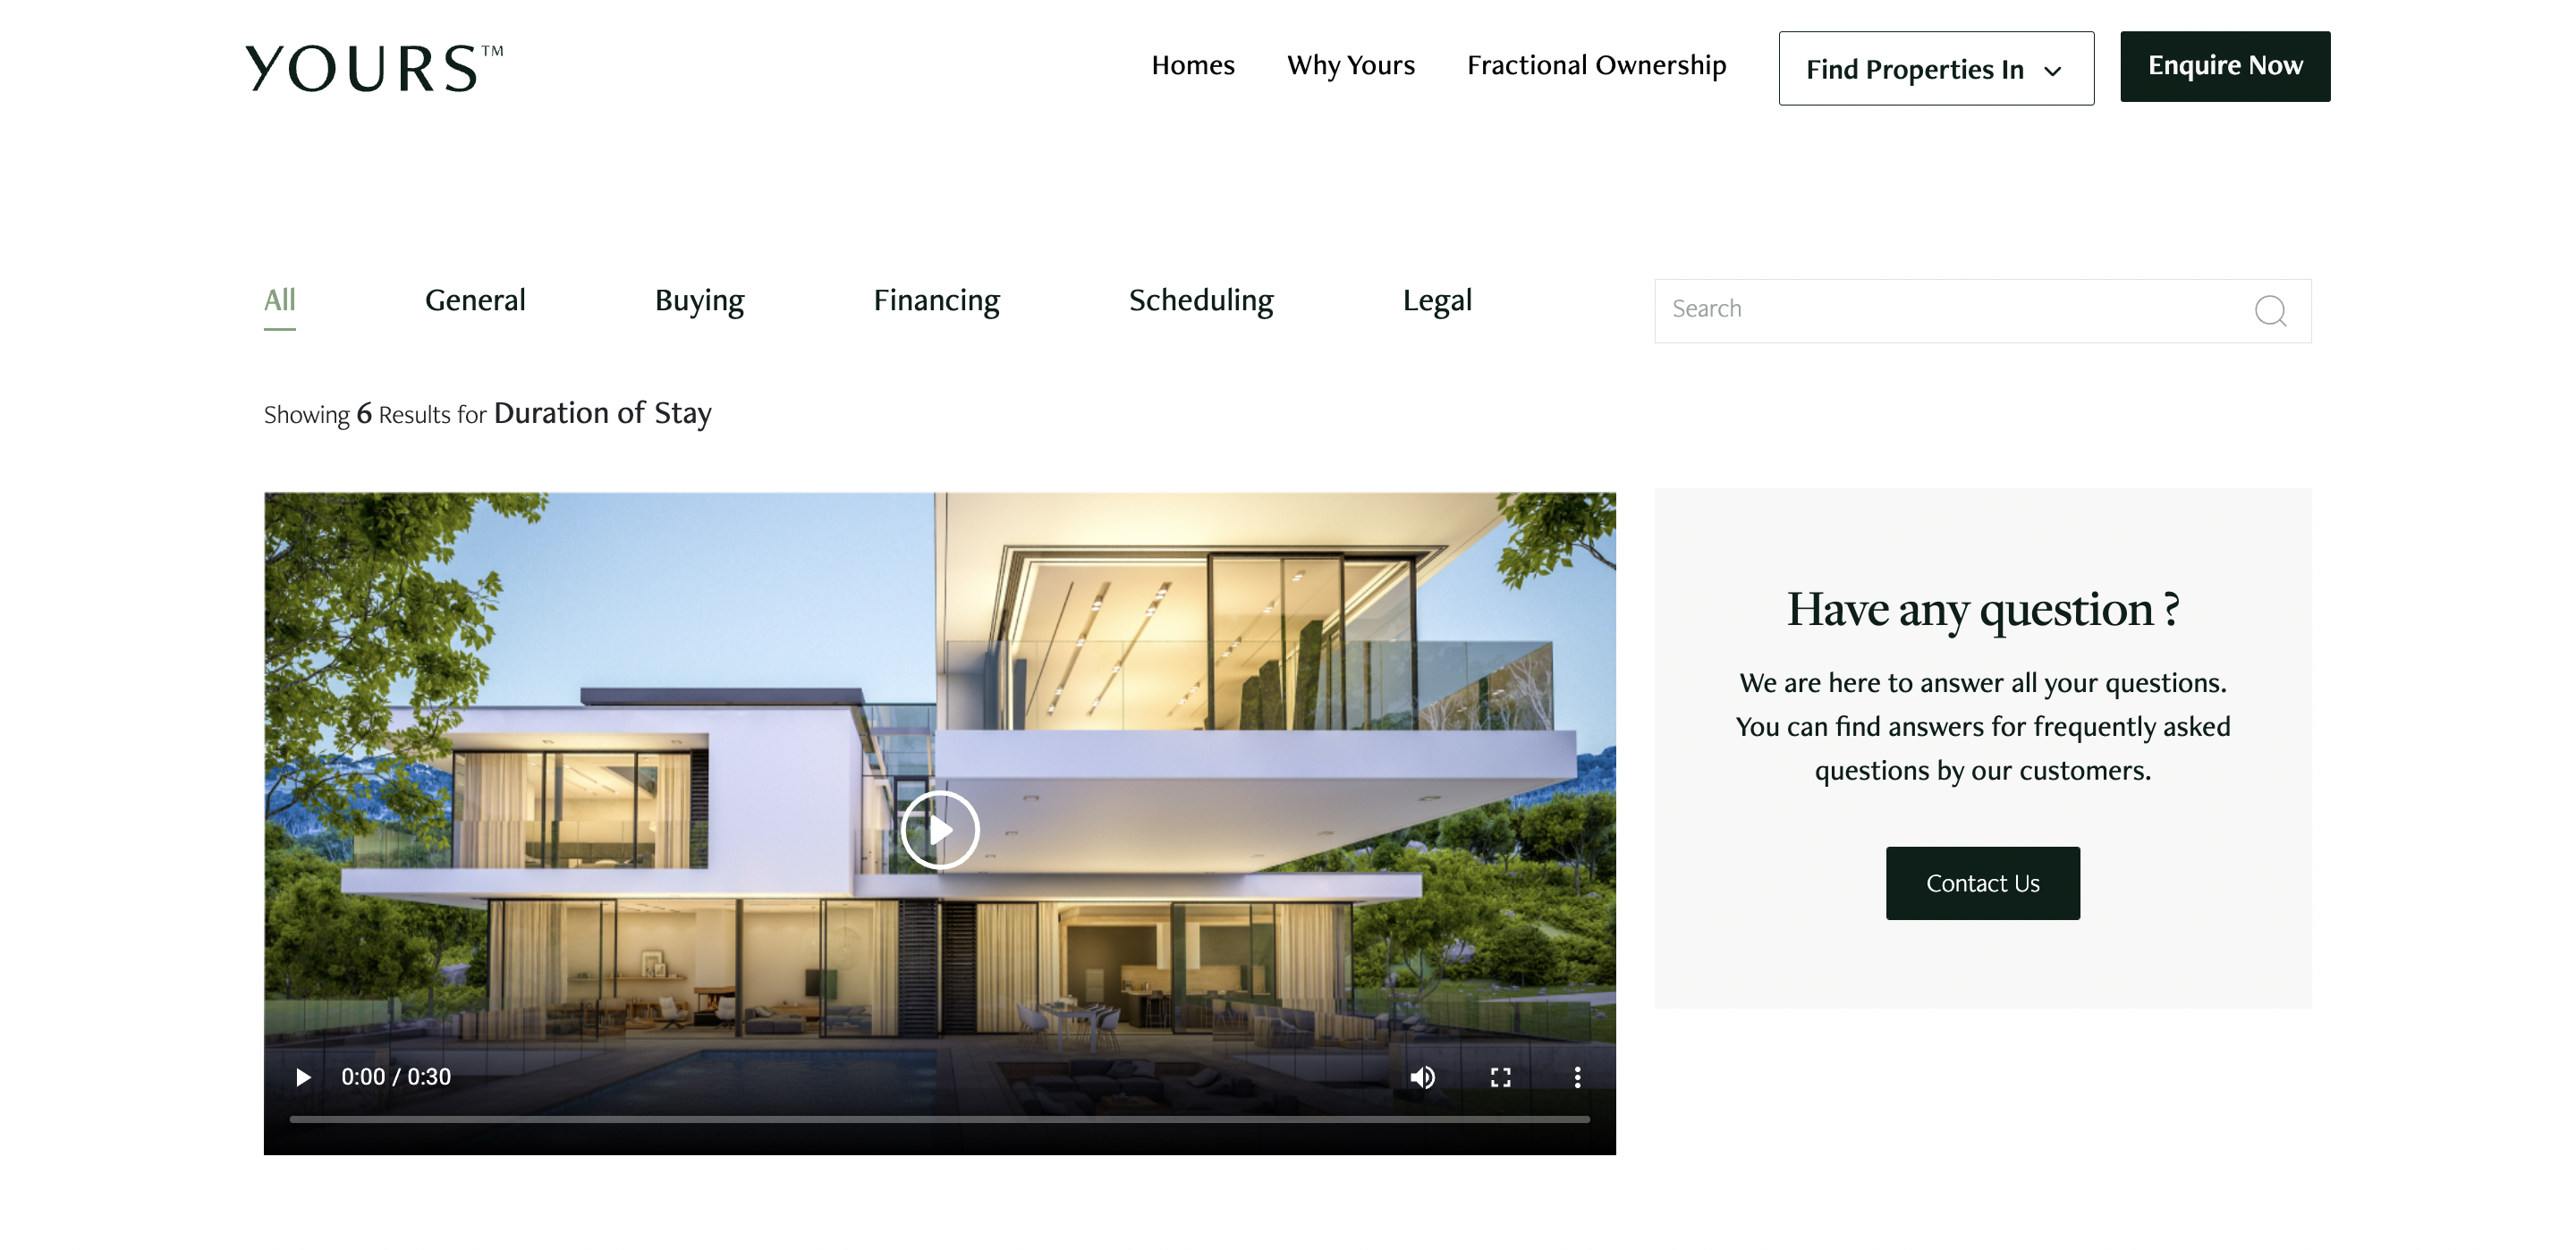 YOURS™
Homes Why Yours Fractional Ownership Find Properties In Enquire Now
All General Buying Financing Scheduling Legal Search
Showing 6 Results for Duration of Stay
Have any question ?
We are here to answer all your questions.
You can find answers for frequently asked
questions by our customers.
Contact Us
0:00 / 0:30